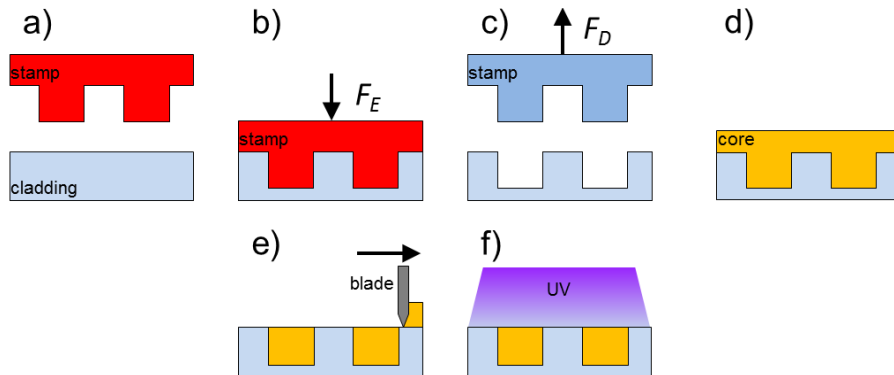 a)
b)
c)
d)
stamp
F_E
F_D
stamp
stamp
core
cladding
e)
f)
blade
UV